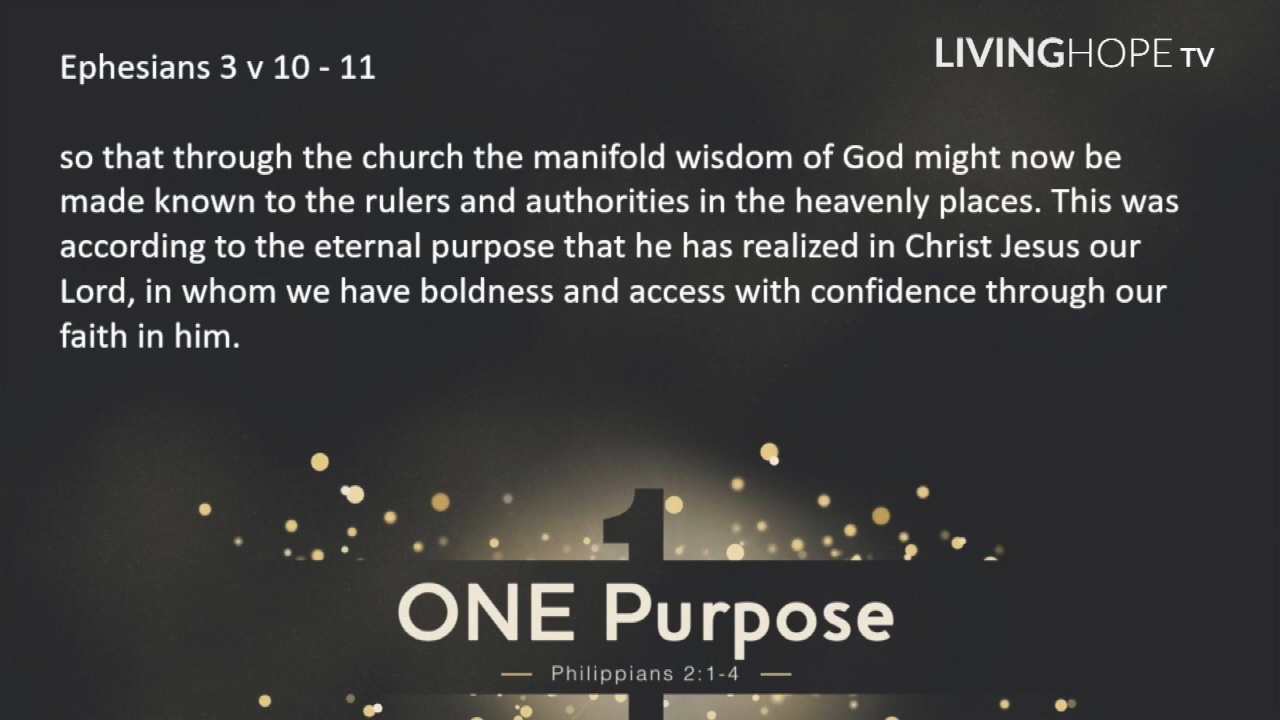 Ephesians 3 v 10 - 11
LIVINGHOPE TV
so that through the church the manifold wisdom of God might now be
made known to the rulers and authorities in the heavenly places. This was
according to the eternal purpose that he has realized in Christ Jesus our
Lord, in whom we have boldness and access with confidence through our
faith in him.
1
ONE Purpose
Philippians 2:1-4